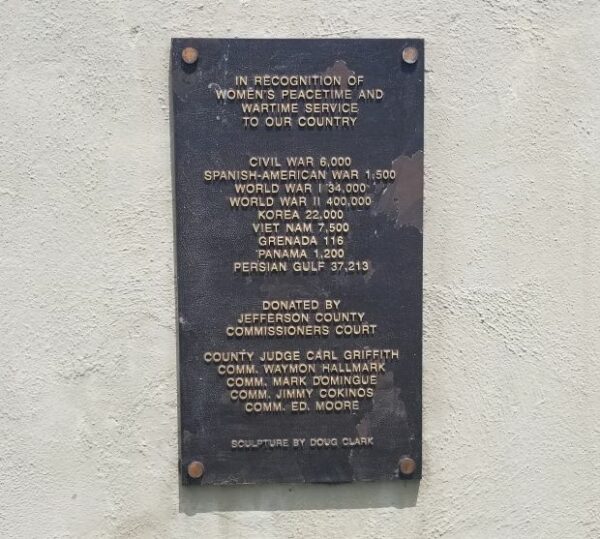 IN RECOGNITION OF
WOMEN'S PEACETIME AND
WARTIME SERVICE
TO OUR COUNTRY
CIVIL WAR 6,000
SPANISH-AMERICAN WAR 1,500
WORLD WAR I 34,000
WORLD WAR II 400,000
KOREA 22,000
VIET NAM 7,500
GRENADA 116
PANAMA 1,200
PERSIAN GULF 37,213
DONATED BY
JEFFERSON COUNTY
COMMISSIONERS COURT
COUNTY JUDGE CARL GRIFFITH
COMM. WAYMON HALLMARK
COMM. MARK DOMINGUE
COMM. JIMMY COKINOS
COMM. ED. MOORE
SCULPTURE BY DOUG CLARK